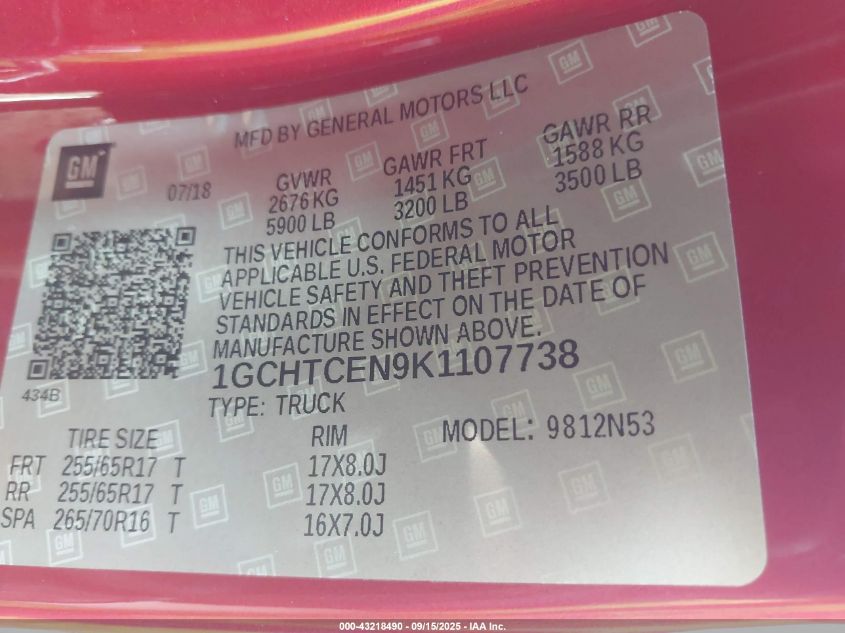 MFD BY GENERAL MOTORS LLC
GM
07/18
GVWR GAWR FRT GAWR RR
2676 KG 1451 KG 1588 KG
5900 LB 3200 LB 3500 LB
THIS VEHICLE CONFORMS TO ALL
APPLICABLE U.S. FEDERAL MOTOR
VEHICLE SAFETY AND THEFT PREVENTION
STANDARDS IN EFFECT ON THE DATE OF
MANUFACTURE SHOWN ABOVE.
1GCHTCEN9K1107738
434B
TYPE: TRUCK
TIRE SIZE RIM MODEL: 9812N53
FRT 255/65R17 T 17X8.0J
RR 255/65R17 T 17X8.0J
SPA 265/70R16 T 16X7.0J
000-43218490 - 09/15/2025 - IAA Inc.